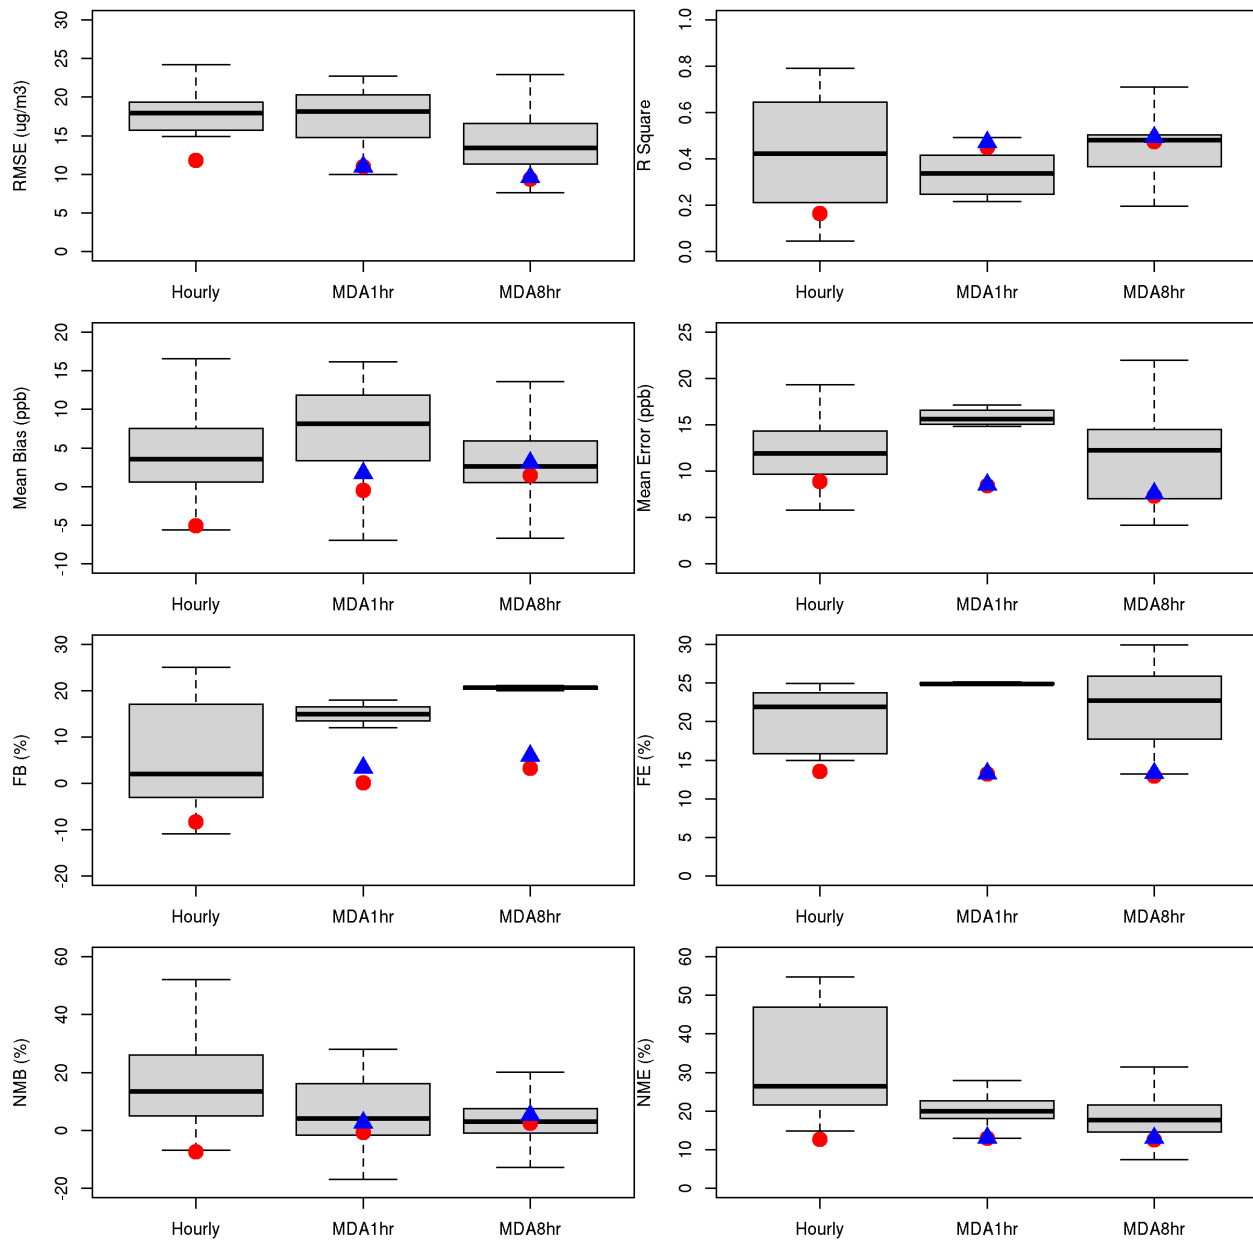 RMSE (ug/m3)
30
25
20
15
10
5
0
Hourly
MDA1hr
MDA8hr
R Square
1.0
0.8
0.6
0.4
0.2
0.0
Hourly
MDA1hr
MDA8hr
Mean Bias (ppb)
20
15
10
5
0
-5
-10
Hourly
MDA1hr
MDA8hr
Mean Error (ppb)
25
20
15
10
5
0
Hourly
MDA1hr
MDA8hr
FB (%)
30
20
10
0
-10
-20
Hourly
MDA1hr
MDA8hr
FE (%)
30
25
20
15
10
5
0
Hourly
MDA1hr
MDA8hr
NMB (%)
60
40
20
0
-20
Hourly
MDA1hr
MDA8hr
NME (%)
60
50
40
30
20
10
0
Hourly
MDA1hr
MDA8hr